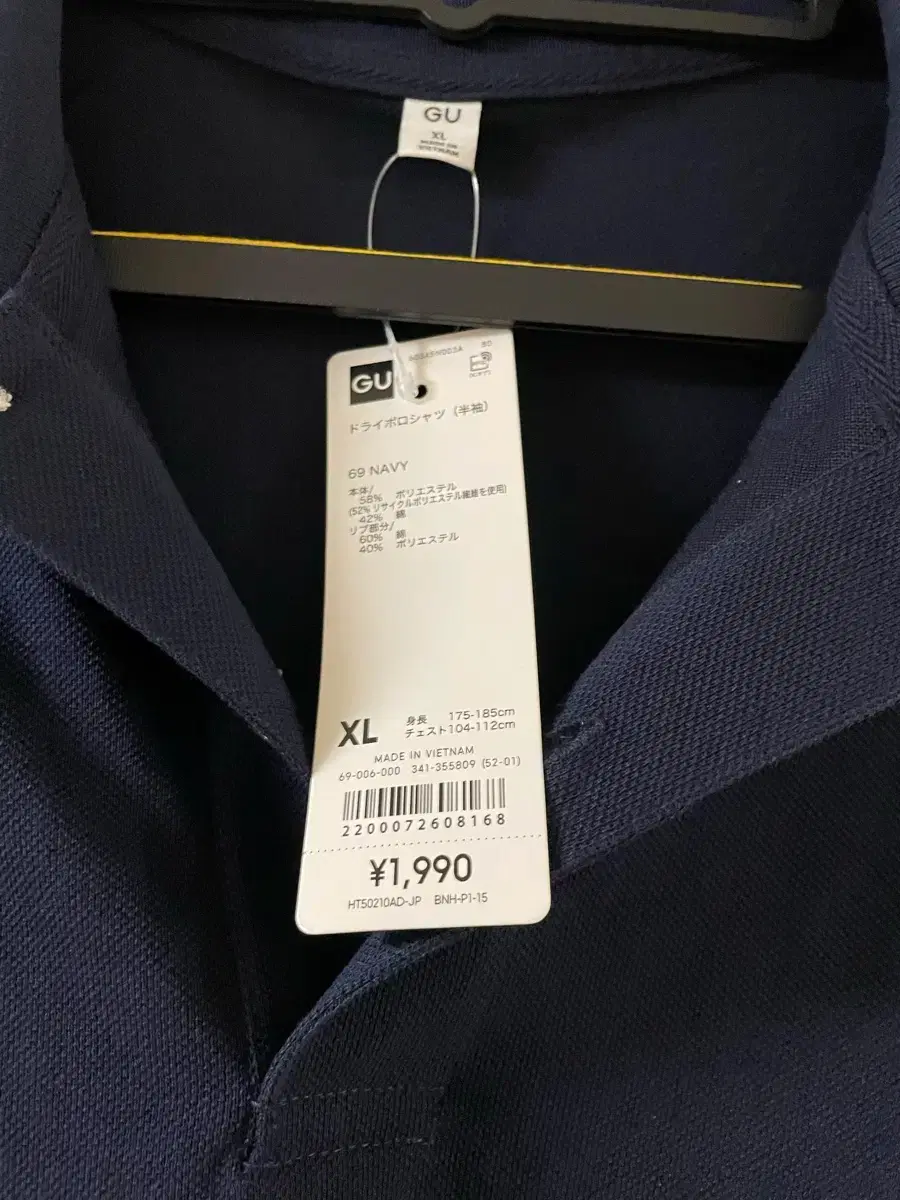 GU
XL
MADE IN
VIETNAM
80
GU
ドライポロシャツ（半袖）
69 NAVY
本体/
58% ポリエステル
(52% リサイクルポリエステル繊維を使用)
42% 綿
リブ部分/
60% 綿
40% ポリエステル
XL 身長 175-185cm
チェスト104-112cm
MADE IN VIETNAM
69-006-000 341-355809 (52-01)
2200072608168
¥1,990
HT50210AD-JP BNH-P1-15